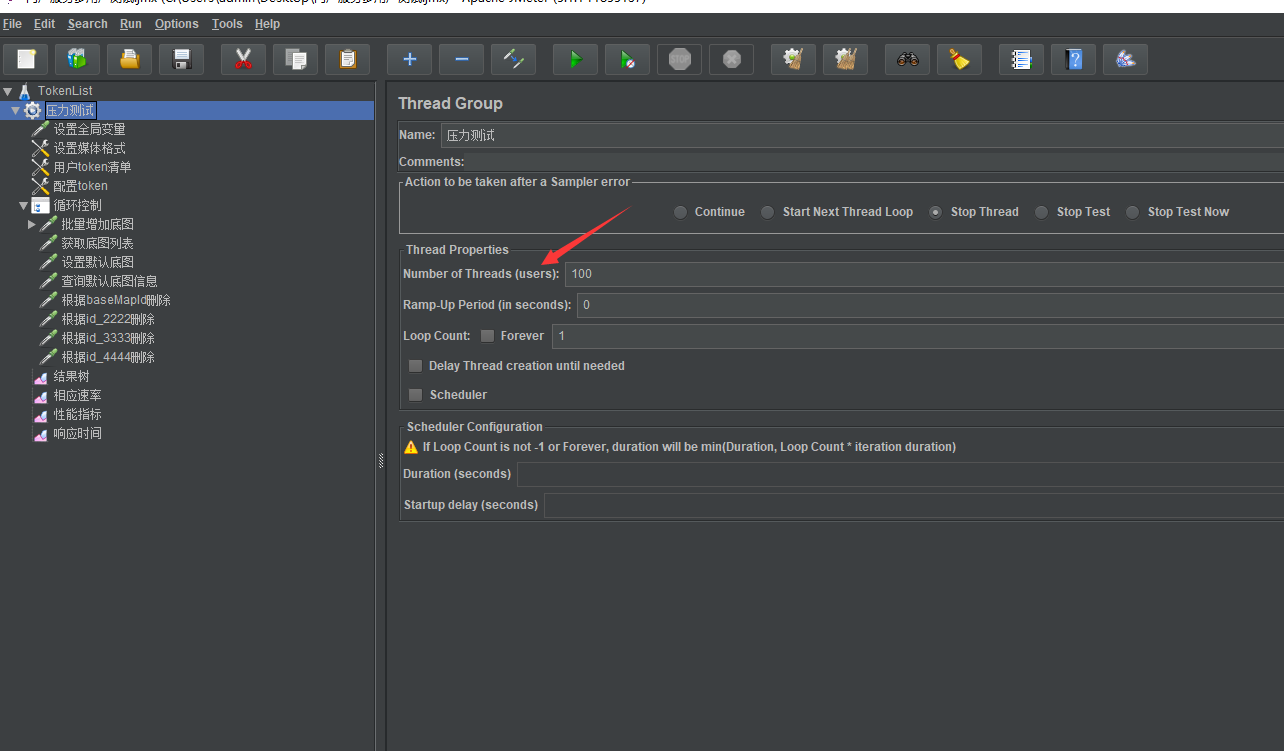 File Edit Search Run Options Tools Help
STOP
TokenList
压力测试
设置全局变量
设置媒体格式
用户token清单
配置token
循环控制
批量增加底图
获取底图列表
设置默认底图
查询默认底图信息
根据baseMapId删除
根据id_2222删除
根据id_3333删除
根据id_4444删除
结果树
相应速率
性能指标
响应时间
Thread Group
Name: 压力测试
Comments:
Action to be taken after a Sampler error
Continue Start Next Thread Loop Stop Thread Stop Test Stop Test Now
Thread Properties
Number of Threads (users): 100
Ramp-Up Period (in seconds): 0
Loop Count: Forever 1
Delay Thread creation until needed
Scheduler
Scheduler Configuration
If Loop Count is not -1 or Forever, duration will be min(Duration, Loop Count * iteration duration)
Duration (seconds)
Startup delay (seconds)